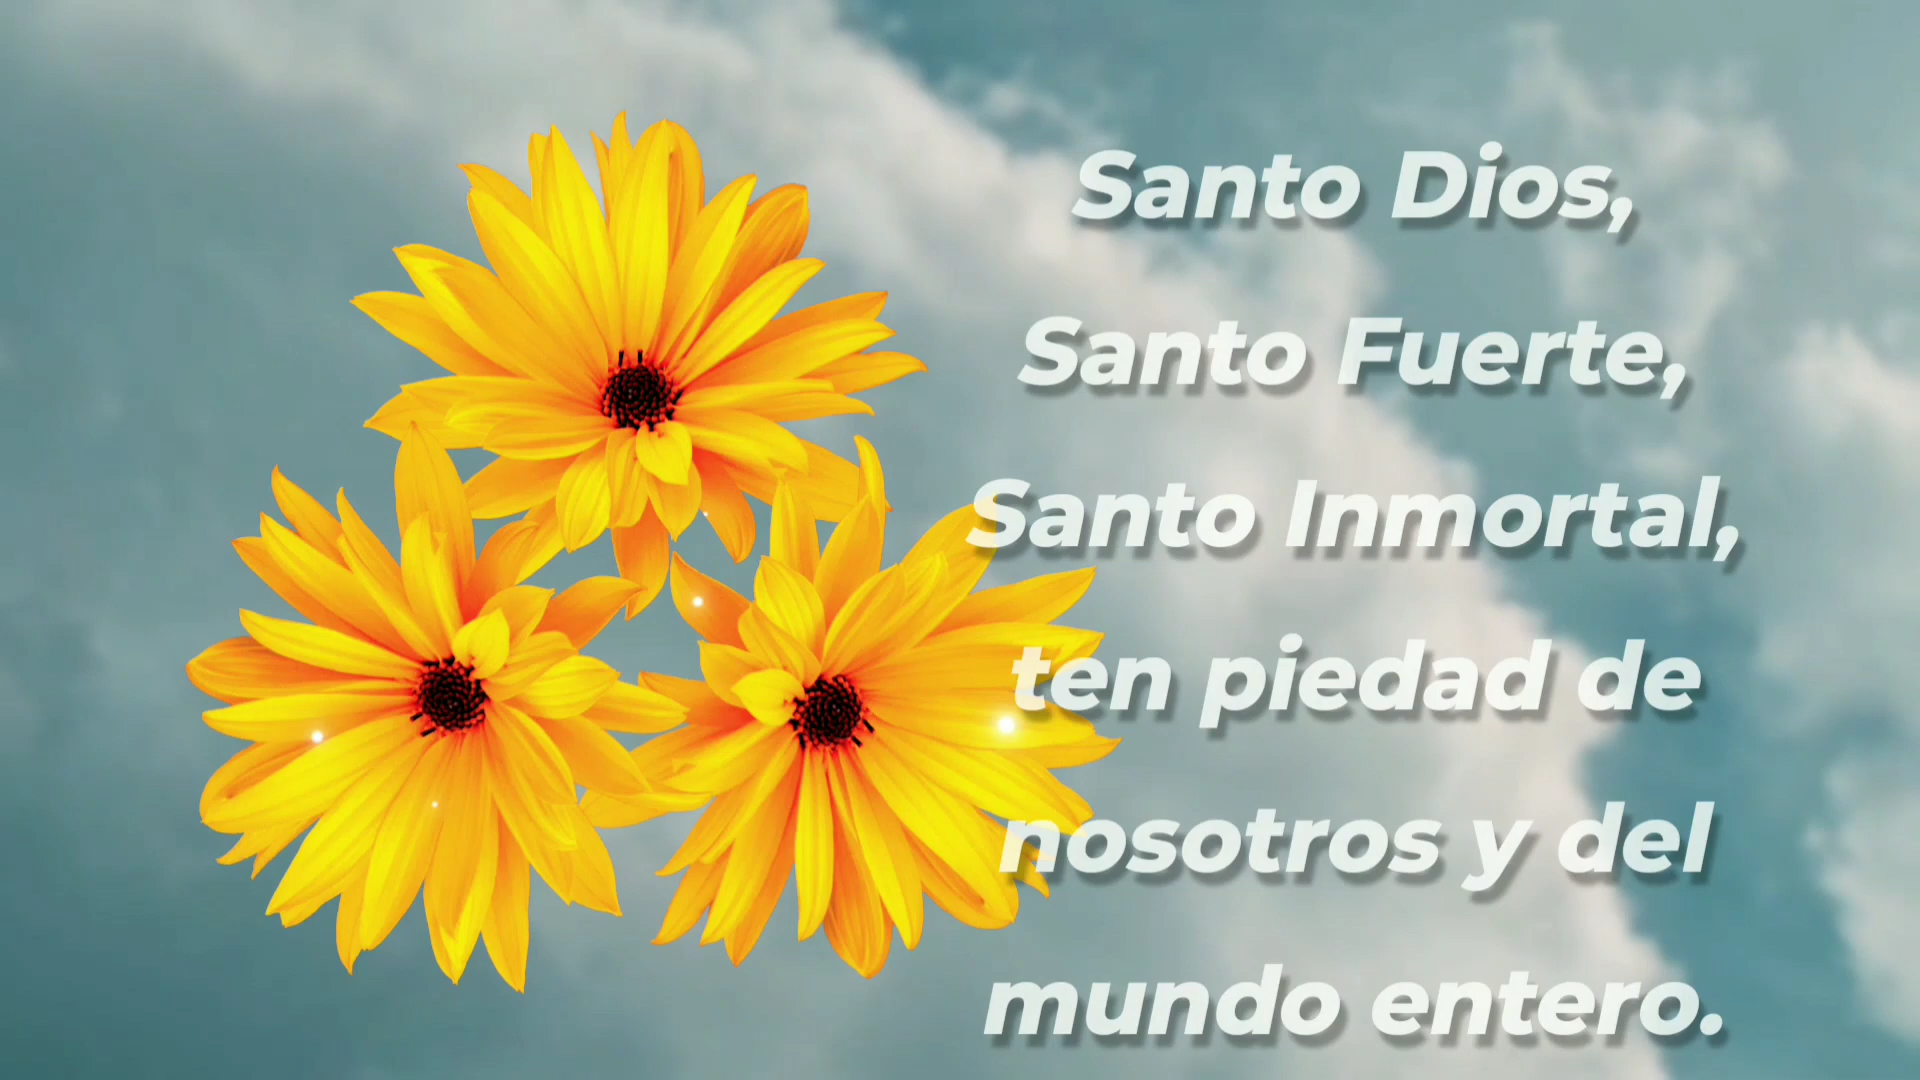 Santo Dios,
Santo Fuerte,
Santo Inmortal,
ten piedad de
nosotros y del
mundo entero.